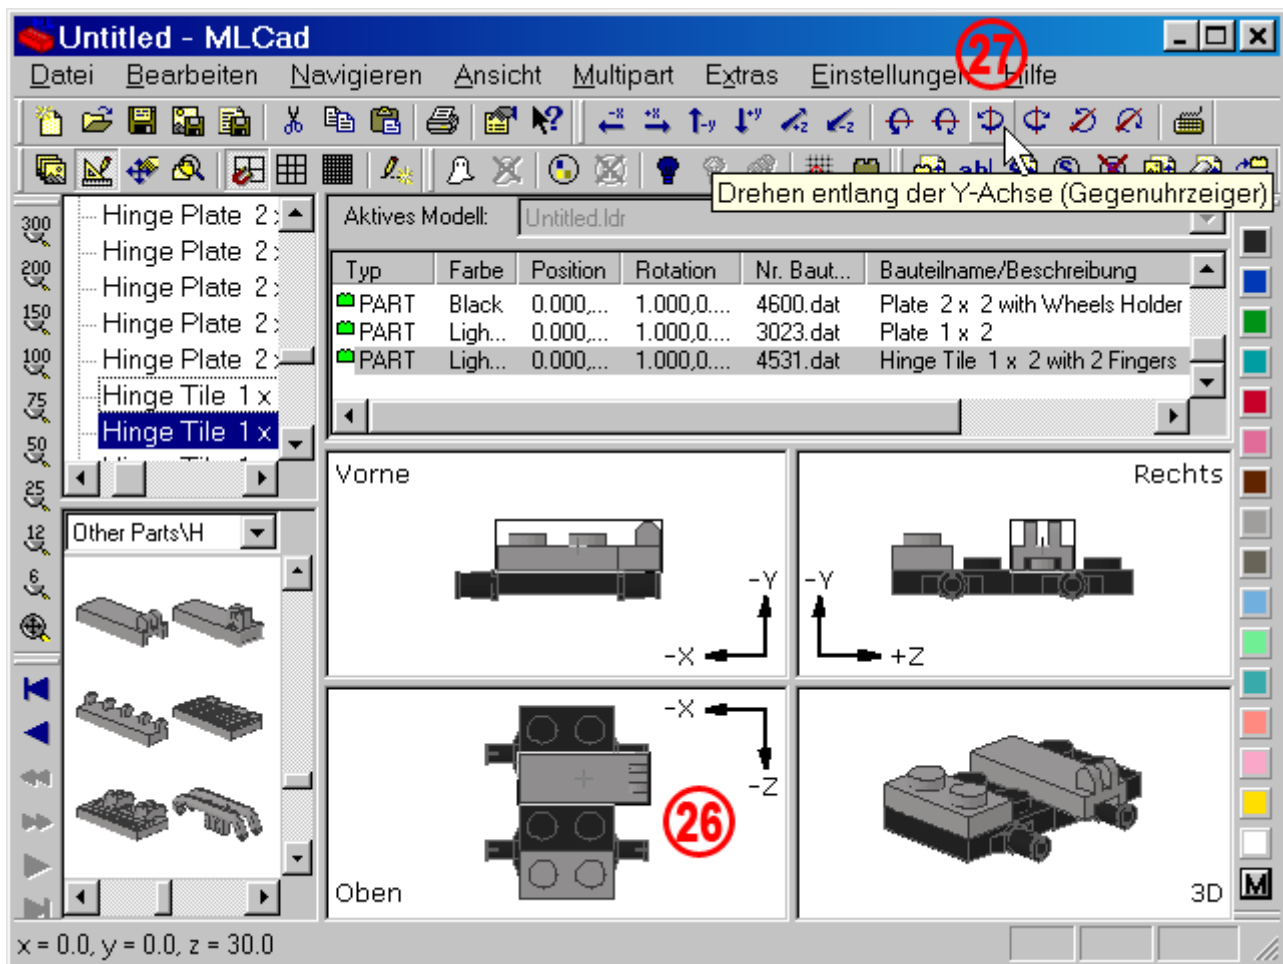 Untitled - MLCad
27
Datei Bearbeiten Navigieren Ansicht Multipart Extras Einstellungen Hilfe
Drehen entlang der Y-Achse (Gegenuhrzeiger)
300
200
150
100
75
50
25
12
6
Hinge Plate 2
Hinge Plate 2
Hinge Plate 2
Hinge Plate 2
Hinge Plate 2
Hinge Tile 1 x
Hinge Tile 1 x
Other Parts\H
Aktives Modell: Untitled.ldr
Typ Farbe Position Rotation Nr. Baut... Bauteilname/Beschreibung
PART Black 0.000,... 1.000,0.... 4600.dat Plate 2 x 2 with Wheels Holder
PART Ligh... 0.000,... 1.000,0.... 3023.dat Plate 1 x 2
PART Ligh... 0.000,... 1.000,0.... 4531.dat Hinge Tile 1 x 2 with 2 Fingers
Vorne
-Y
-X
Rechts
-Y
+Z
Oben
-X
-Z
26
3D
M
x = 0.0, y = 0.0, z = 30.0